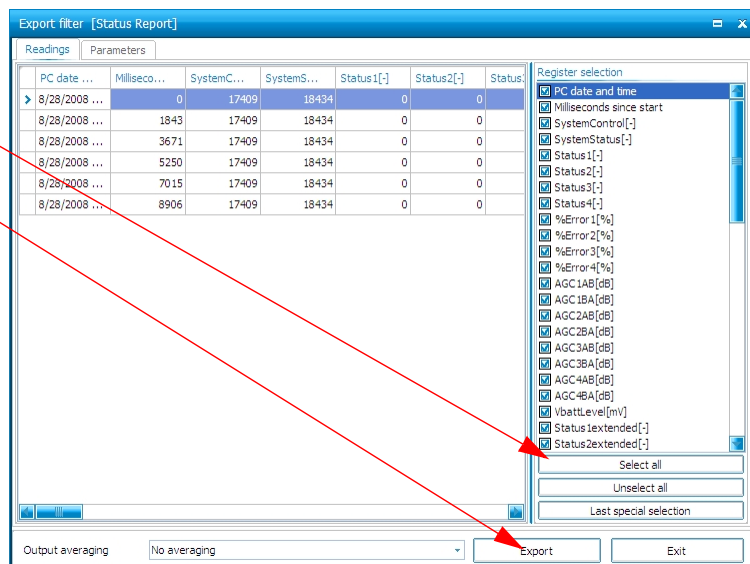 Export filter [Status Report]
Readings Parameters
PC date ... Milliseco... SystemC... SystemS... Status1[-] Status2[-] Status
8/28/2008 ... 0 17409 18434 0 0
8/28/2008 ... 1843 17409 18434 0 0
8/28/2008 ... 3671 17409 18434 0 0
8/28/2008 ... 5250 17409 18434 0 0
8/28/2008 ... 7015 17409 18434 0 0
8/28/2008 ... 8906 17409 18434 0 0
Register selection
PC date and time
Milliseconds since start
SystemControl[-]
SystemStatus[-]
Status1[-]
Status2[-]
Status3[-]
Status4[-]
%Error1[%]
%Error2[%]
%Error3[%]
%Error4[%]
AGC1AB[dB]
AGC1BA[dB]
AGC2AB[dB]
AGC2BA[dB]
AGC3AB[dB]
AGC3BA[dB]
AGC4AB[dB]
AGC4BA[dB]
VbattLevel[mV]
Status1extended[-]
Status2extended[-]
Select all
Unselect all
Last special selection
Output averaging No averaging Export Exit